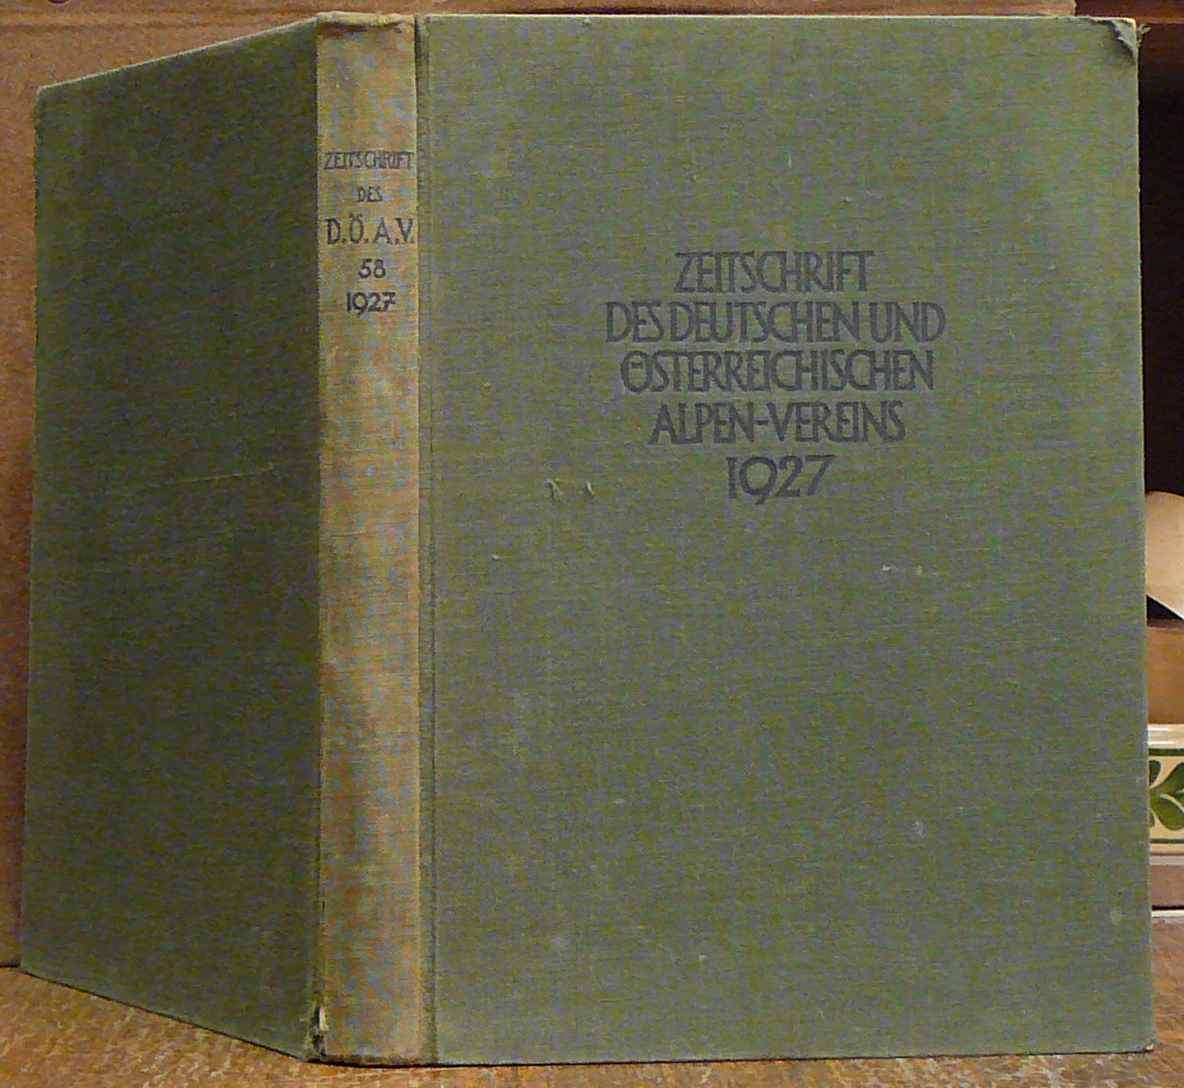 ZEITSCHRIFT
DES
D.Ö.A.V.
58
1927
ZEITSCHRIFT
DES DEUTSCHEN UND
ÖSTERREICHISCHEN
ALPEN-VEREINS
1927